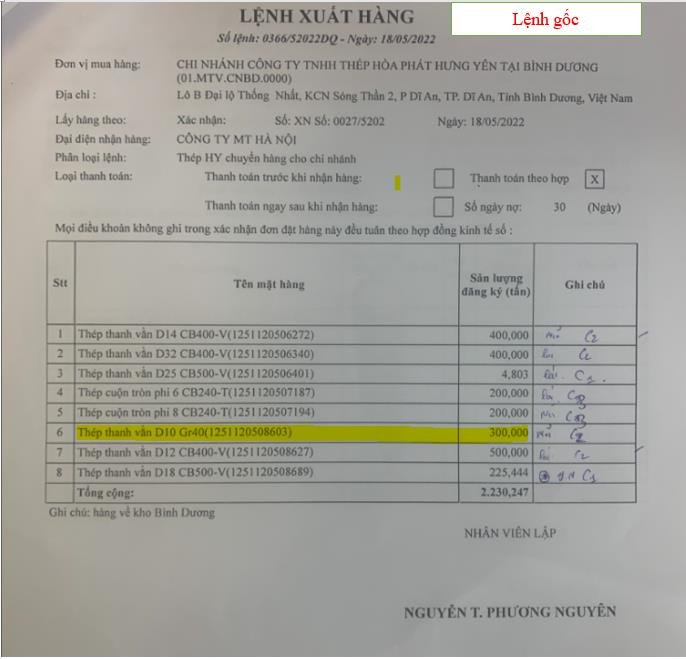 LỆNH XUẤT HÀNG
Lệnh gốc
Số lệnh: 0366/52022DQ - Ngày: 18/05/2022
Đơn vị mua hàng: CHI NHÁNH CÔNG TY TNHH THÉP HÒA PHÁT HƯNG YÊN TẠI BÌNH DƯƠNG
(01.MTV.CNBD.0000)
Địa chỉ : Lô B Đại lộ Thống Nhất, KCN Sóng Thần 2, P Dĩ An, TP. Dĩ An, Tỉnh Bình Dương, Việt Nam
Lấy hàng theo: Xác nhận: Số: XN Số: 0027/5202 Ngày: 18/05/2022
Đại diện nhận hàng: CÔNG TY MT HÀ NỘI
Phân loại lệnh: Thép HY chuyển hàng cho chi nhánh
Loại thanh toán: Thanh toán trước khi nhận hàng: Thanh toán theo hợp X
Thanh toán ngay sau khi nhận hàng: Số ngày nợ: 30 (Ngày)
Mọi điều khoản không ghi trong xác nhận đơn đặt hàng này đều tuân theo hợp đồng kinh tế số :
Stt Tên mặt hàng Sản lượng đăng ký (tấn) Ghi chú
1 Thép thanh vằn D14 CB400-V(1251120506272) 400,000 C2
2 Thép thanh vằn D32 CB400-V(1251120506340) 400,000
3 Thép thanh vằn D25 CB500-V(1251120506401) 4,803
4 Thép cuộn tròn phi 6 CB240-T(1251120507187) 200,000
5 Thép cuộn tròn phi 8 CB240-T(1251120507194) 200,000
6 Thép thanh vằn D10 Gr40(1251120508603) 300,000
7 Thép thanh vằn D12 CB400-V(1251120508627) 500,000
8 Thép thanh vằn D18 CB500-V(1251120508689) 225,444
Tổng cộng: 2.230,247
Ghi chú: hàng về kho Bình Dương
NHÂN VIÊN LẬP
NGUYỄN T. PHƯƠNG NGUYÊN